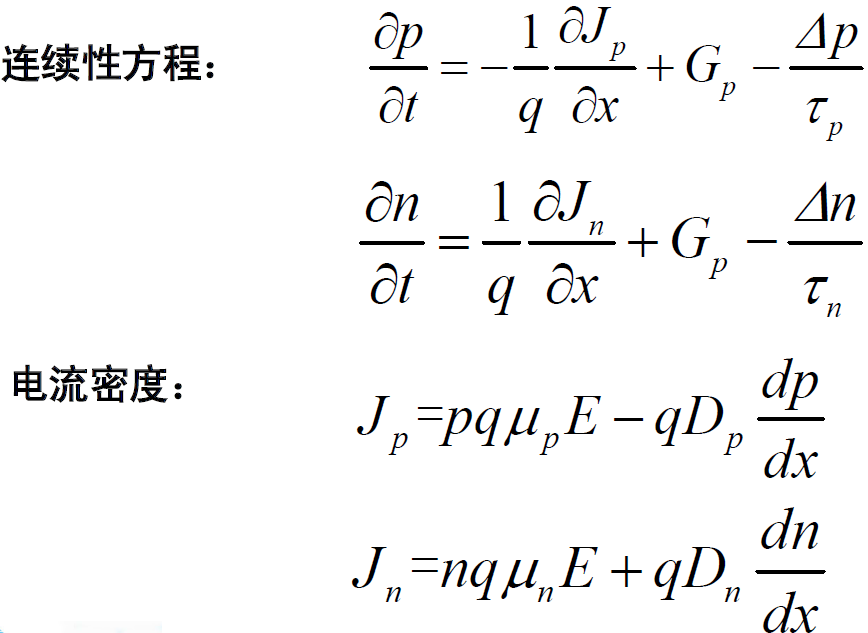 连续性方程: ∂p/∂t = −(1/q) ∂J_p/∂x + G_p − Δp/τ_p
∂n/∂t = (1/q) ∂J_n/∂x + G_p − Δn/τ_n
电流密度: J_p = pqμ_pE − qD_p dp/dx
J_n = nqμ_nE + qD_n dn/dx